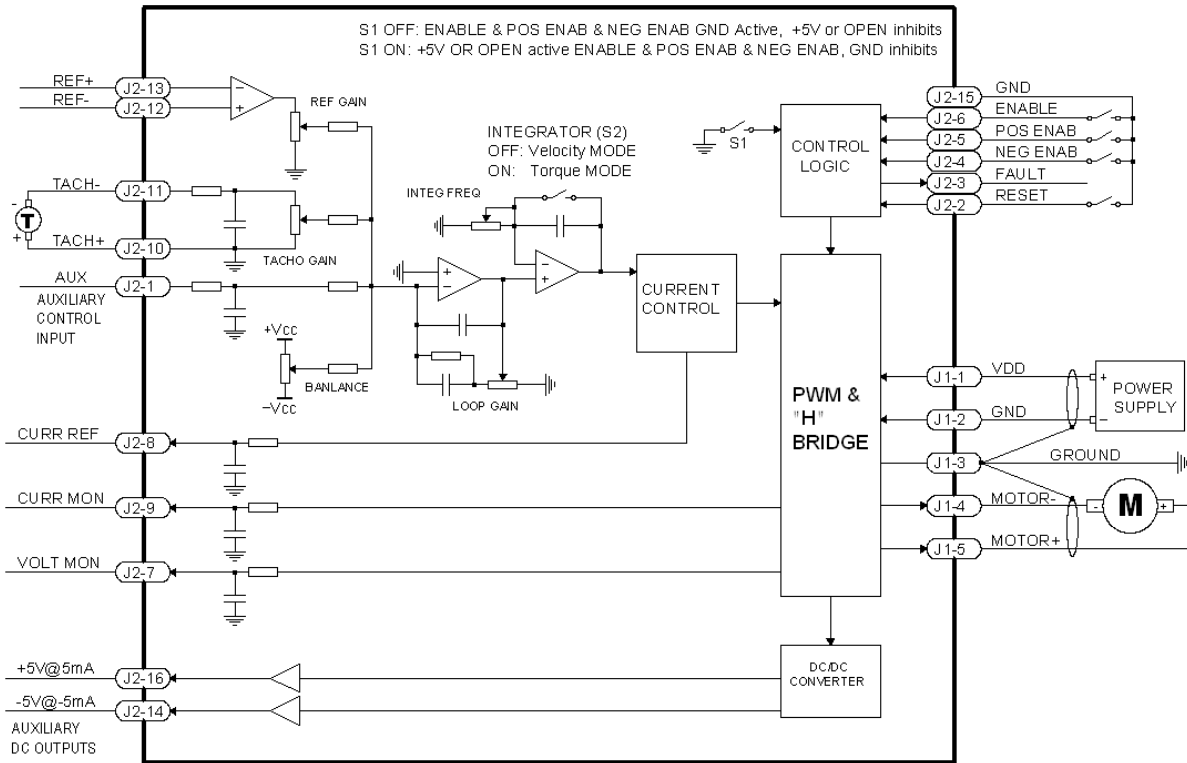 S1 OFF: ENABLE & POS ENAB & NEG ENAB GND Active, +5V or OPEN inhibits
S1 ON: +5V OR OPEN active ENABLE & POS ENAB & NEG ENAB, GND inhibits
REF+
J2-13
REF-
J2-12
REF GAIN
TACH-
J2-11
T
TACH+
J2-10
TACHO GAIN
AUX
J2-1
AUXILIARY
CONTROL
INPUT
+Vcc
BANLANCE
-Vcc
INTEGRATOR (S2)
OFF: Velocity MODE
ON: Torque MODE
INTEG FREQ
LOOP GAIN
CURRENT
CONTROL
S1
CONTROL
LOGIC
J2-15
GND
J2-6
ENABLE
J2-5
POS ENAB
J2-4
NEG ENAB
J2-3
FAULT
J2-2
RESET
PWM &
"H"
BRIDGE
J1-1
VDD
J1-2
GND
POWER
SUPPLY
J1-3
GROUND
J1-4
MOTOR-
M
J1-5
MOTOR+
CURR REF
J2-8
CURR MON
J2-9
VOLT MON
J2-7
DC/DC
CONVERTER
+5V@5mA
J2-16
-5V@-5mA
J2-14
AUXILIARY
DC OUTPUTS